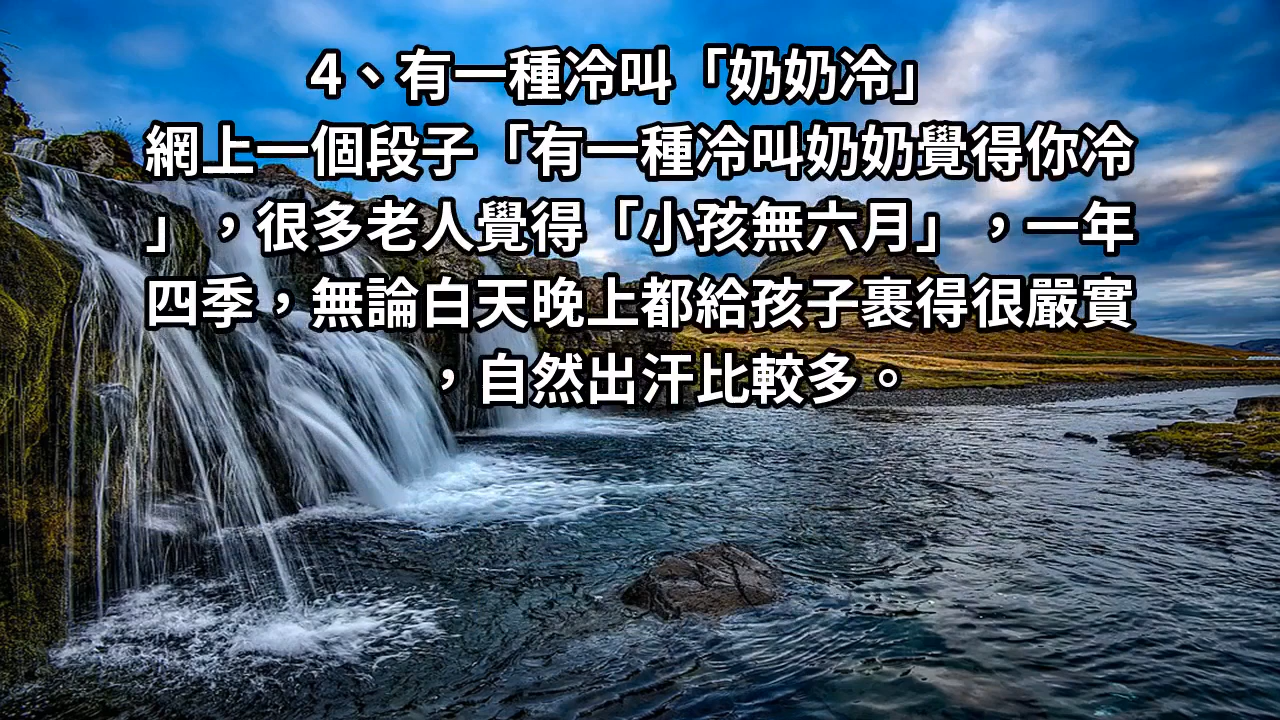 4、有一種冷叫「奶奶冷」
網上一個段子「有一種冷叫奶奶覺得你冷
」，很多老人覺得「小孩無六月」，一年
四季，無論白天晚上都給孩子裹得很嚴實
，自然出汗比較多。